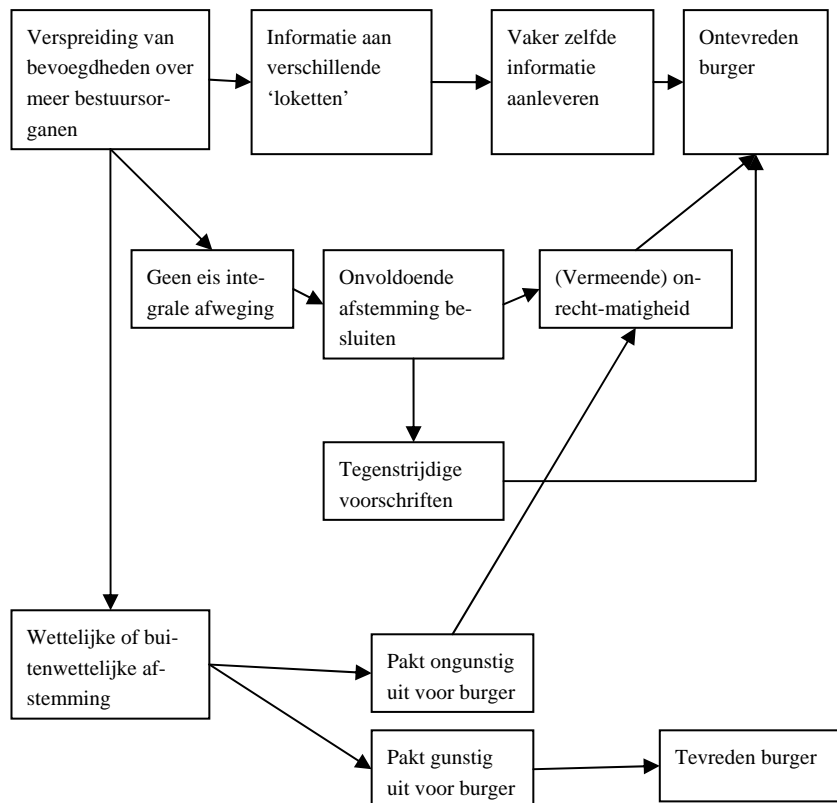 Verspreiding van
bevoegdheden over
meer bestuursor-
ganen
Informatie aan
verschillende
‘loketten’
Vaker zelfde
informatie
aanleveren
Ontevreden
burger
Geen eis inte-
grale afweging
Onvoldoende
afstemming be-
sluiten
(Vermeende) on-
recht-matigheid
Tegenstrijdige
voorschriften
Wettelijke of bui-
tenwettelijke af-
stemming
Pakt ongunstig
uit voor burger
Pakt gunstig
uit voor burger
Tevreden burger